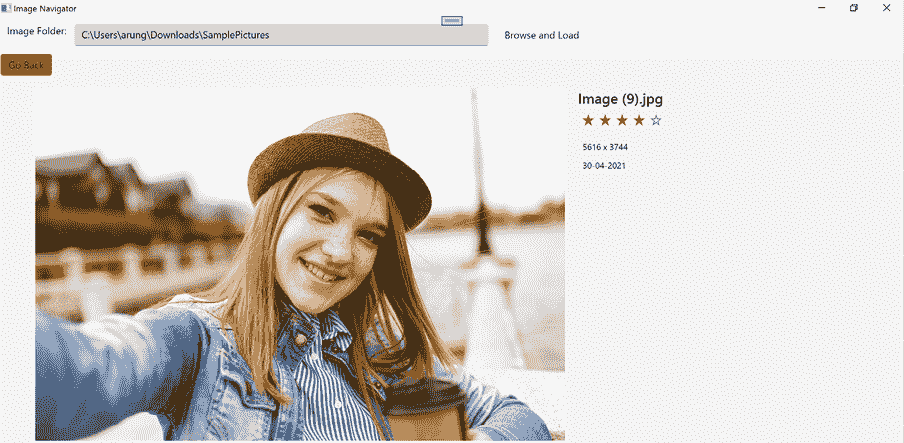 Image Navigator
Image Folder:
C:\Users\arung\Downloads\SamplePictures
Browse and Load
Go Back
Image (9).jpg
5616 x 3744
30-04-2021